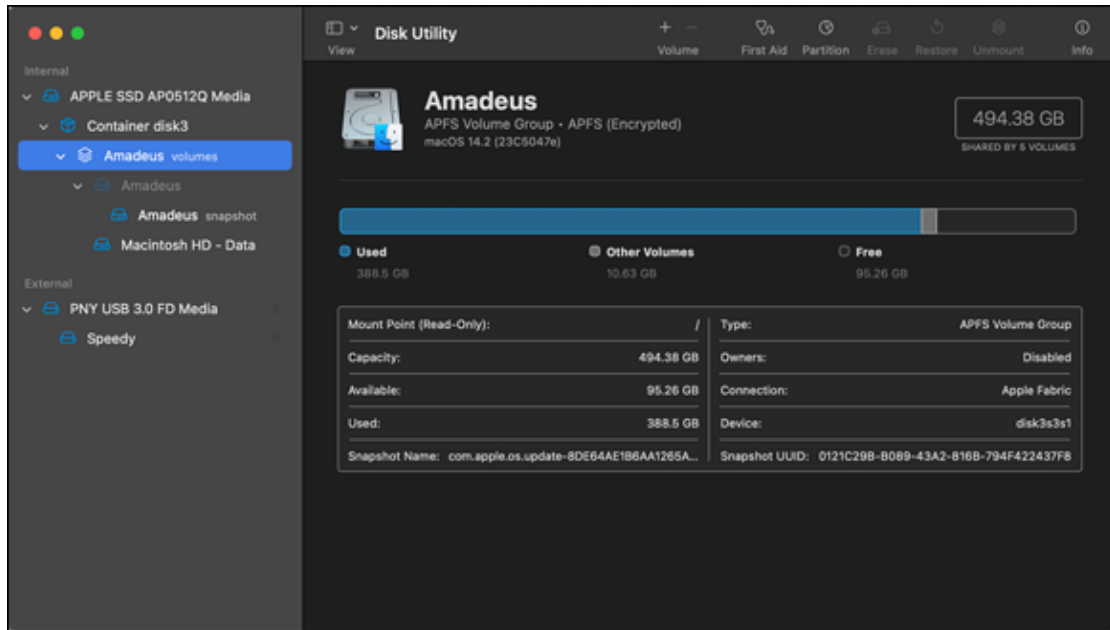 Disk Utility
View
Volume
First Aid
Partition
Erase
Restore
Unmount
Info
Internal
APPLE SSD AP0512Q Media
Container disk3
Amadeus volumes
Amadeus
Amadeus snapshot
Macintosh HD - Data
External
PNY USB 3.0 FD Media
Speedy
Amadeus
APFS Volume Group • APFS (Encrypted)
macOS 14.2 (23C5047e)
494.38 GB
SHARED BY 5 VOLUMES
Used
388.5 GB
Other Volumes
10.63 GB
Free
95.26 GB
Mount Point (Read-Only): /
Capacity: 494.38 GB
Available: 95.26 GB
Used: 388.5 GB
Snapshot Name: com.apple.os.update-8DE64AE1B6AA1265A...
Type: APFS Volume Group
Owners: Disabled
Connection: Apple Fabric
Device: disk3s3s1
Snapshot UUID: 0121C29B-B089-43A2-816B-794F422437F8